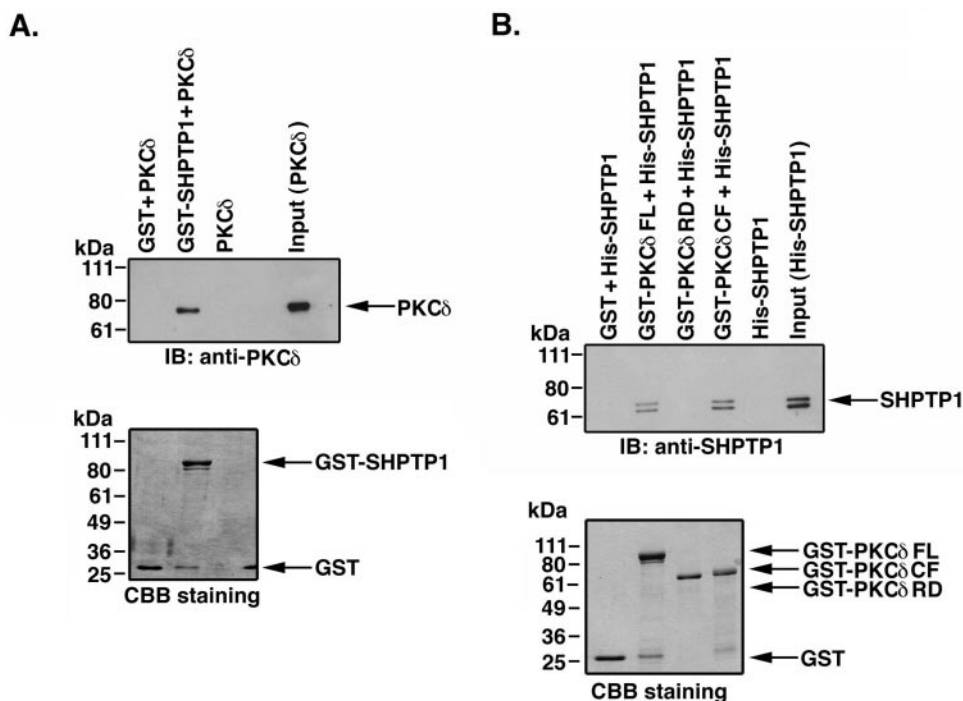 A.
GST+PKCδ
GST-SHPTP1+PKCδ
PKCδ
Input (PKCδ)
kDa
111
80
61
PKCδ
IB: anti-PKCδ
kDa
111
80
61
49
36
25
GST-SHPTP1
GST
CBB staining
B.
GST+His-SHPTP1
GST-PKCδ FL+His-SHPTP1
GST-PKCδ RD+His-SHPTP1
GST-PKCδ CF+His-SHPTP1
His-SHPTP1
Input (His-SHPTP1)
kDa
111
80
61
SHPTP1
IB: anti-SHPTP1
kDa
111
80
61
49
36
25
GST-PKCδ FL
GST-PKCδ CF
GST-PKCδ RD
GST
CBB staining